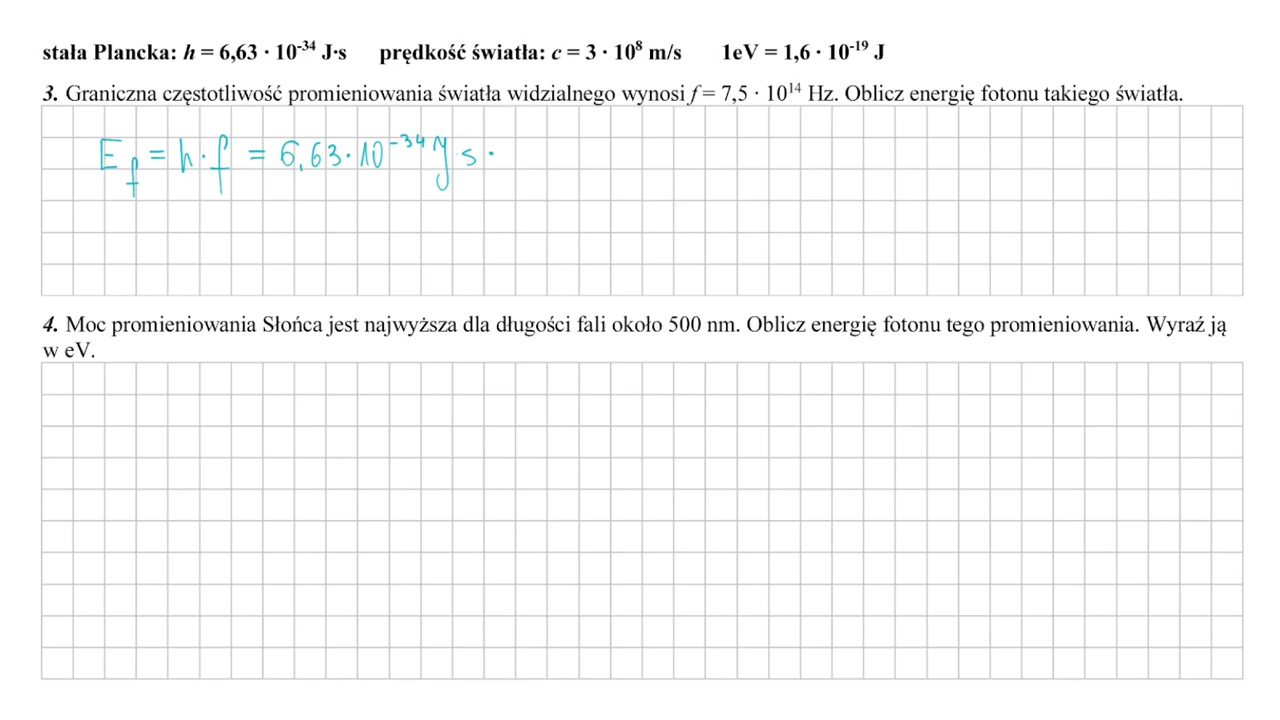 stała Plancka: h = 6,63 · 10⁻³⁴ J·s prędkość światła: c = 3 · 10⁸ m/s 1eV = 1,6 · 10⁻¹⁹ J
3. Graniczna częstotliwość promieniowania światła widzialnego wynosi f = 7,5 · 10¹⁴ Hz. Oblicz energię fotonu takiego światła.
E_f = h · f = 6,63 · 10⁻³⁴ J · s ·
4. Moc promieniowania Słońca jest najwyższa dla długości fali około 500 nm. Oblicz energię fotonu tego promieniowania. Wyraź ją
w eV.